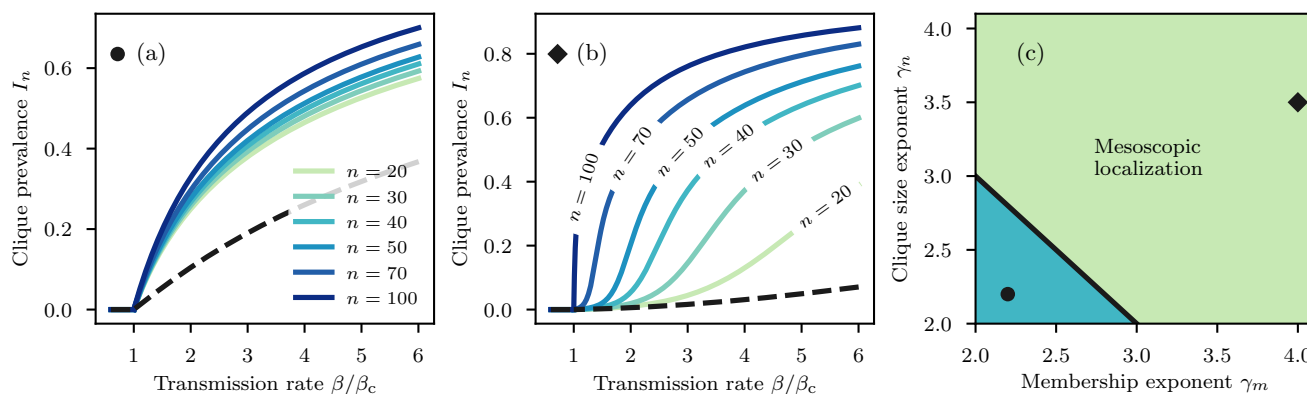 (a)
Clique prevalence I_n
0.6
0.4
0.2
0.0
n = 20
n = 30
n = 40
n = 50
n = 70
n = 100
1 2 3 4 5 6
Transmission rate β/β_c
(b)
Clique prevalence I_n
0.8
0.6
0.4
0.2
0.0
n = 100
n = 70
n = 50
n = 40
n = 30
n = 20
1 2 3 4 5 6
Transmission rate β/β_c
(c)
Clique size exponent γ_n
4.0
3.5
3.0
2.5
2.0
Mesoscopic
localization
2.0 2.5 3.0 3.5 4.0
Membership exponent γ_m